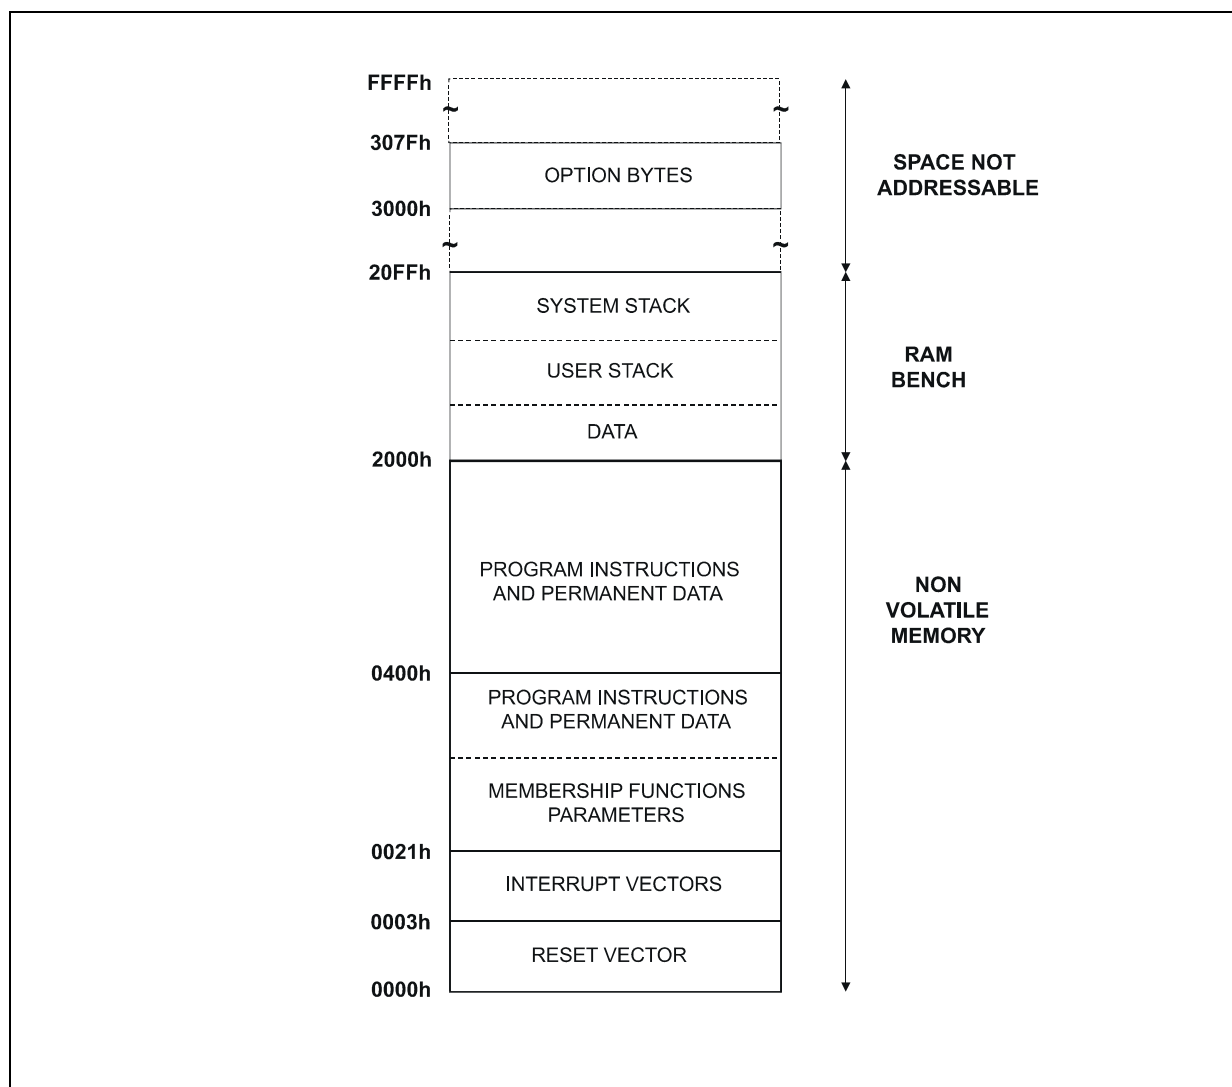 FFFFh
307Fh
OPTION BYTES
SPACE NOT
ADDRESSABLE
3000h
20FFh
SYSTEM STACK
USER STACK
RAM
BENCH
DATA
2000h
PROGRAM INSTRUCTIONS
AND PERMANENT DATA
NON
VOLATILE
MEMORY
0400h
PROGRAM INSTRUCTIONS
AND PERMANENT DATA
MEMBERSHIP FUNCTIONS
PARAMETERS
0021h
INTERRUPT VECTORS
0003h
RESET VECTOR
0000h